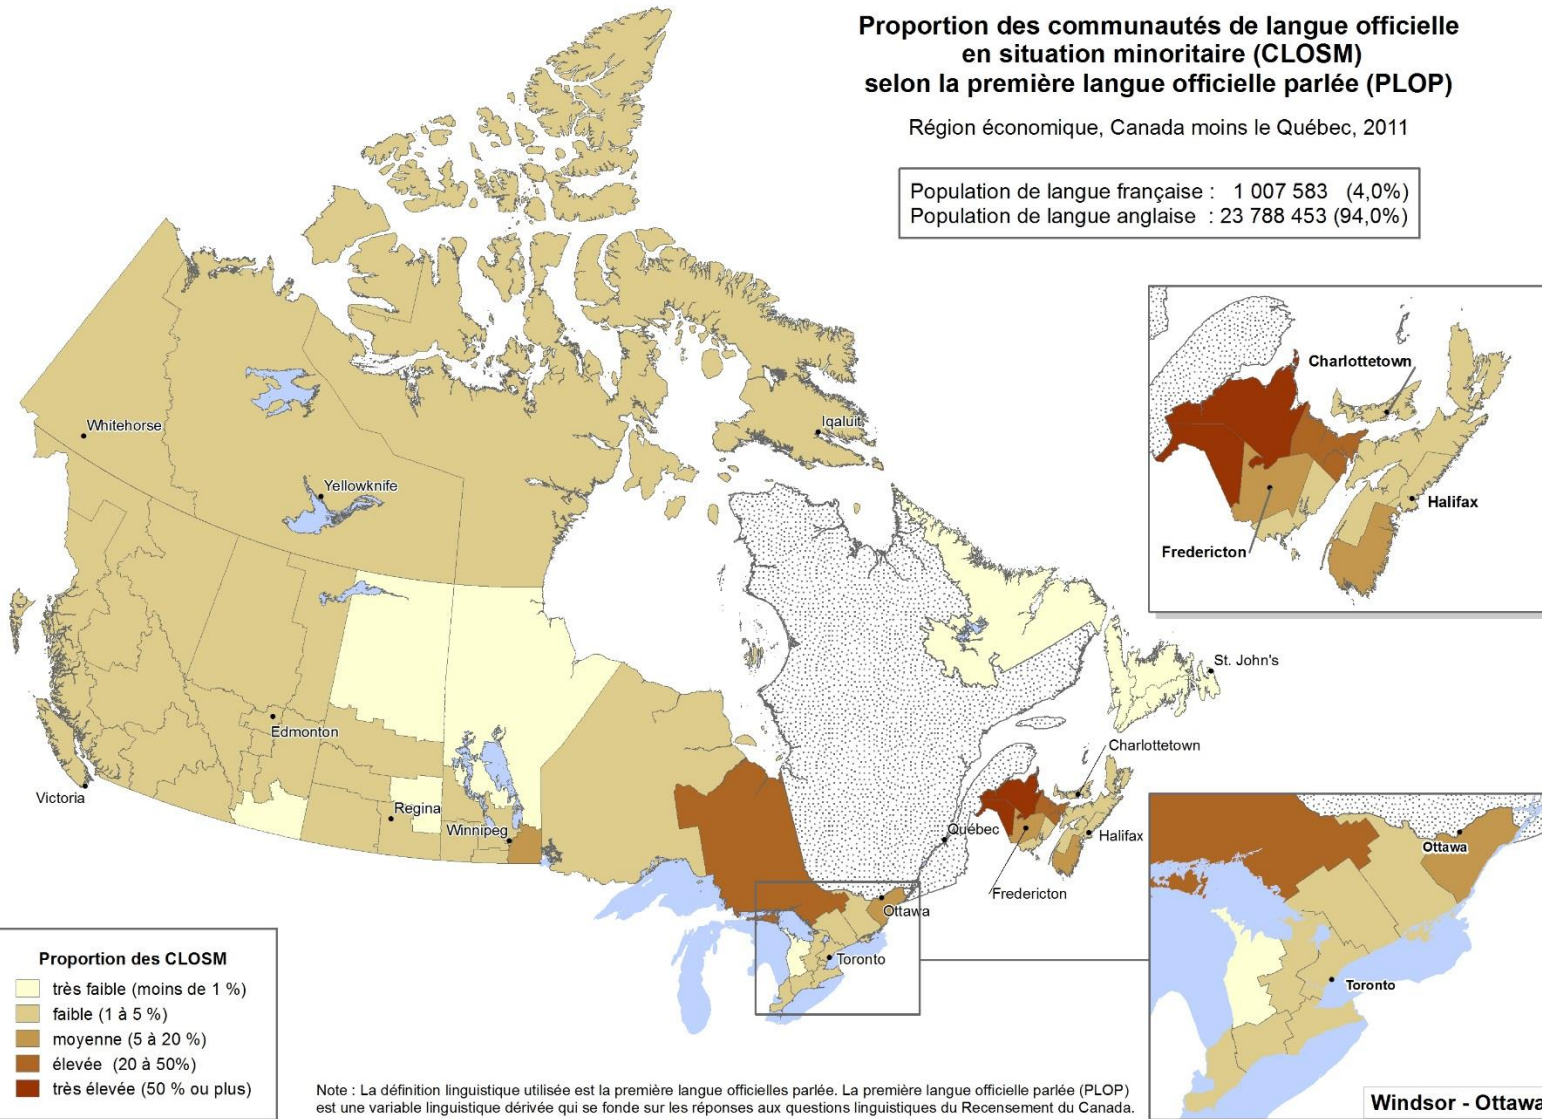 Proportion des communautés de langue officielle
en situation minoritaire (CLOSM)
selon la première langue officielle parlée (PLOP)
Région économique, Canada moins le Québec, 2011
Population de langue française : 1 007 583 (4,0%)
Population de langue anglaise : 23 788 453 (94,0%)
Charlottetown
Halifax
Fredericton
Whitehorse
Yellowknife
Iqaluit
St. John's
Edmonton
Victoria
Regina
Winnipeg
Charlottetown
Québec
Halifax
Fredericton
Ottawa
Toronto
Ottawa
Toronto
Windsor - Ottawa
Proportion des CLOSM
très faible (moins de 1 %)
faible (1 à 5 %)
moyenne (5 à 20 %)
élevée (20 à 50%)
très élevée (50 % ou plus)
Note : La définition linguistique utilisée est la première langue officielles parlée. La première langue officielle parlée (PLOP)
est une variable linguistique dérivée qui se fonde sur les réponses aux questions linguistiques du Recensement du Canada.